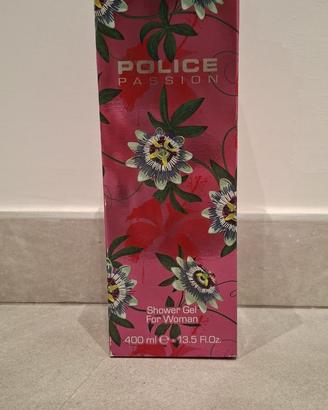 POLICE
PASSION
Shower Gel
For Woman
400 ml ℮ - 13.5 Fl.Oz.